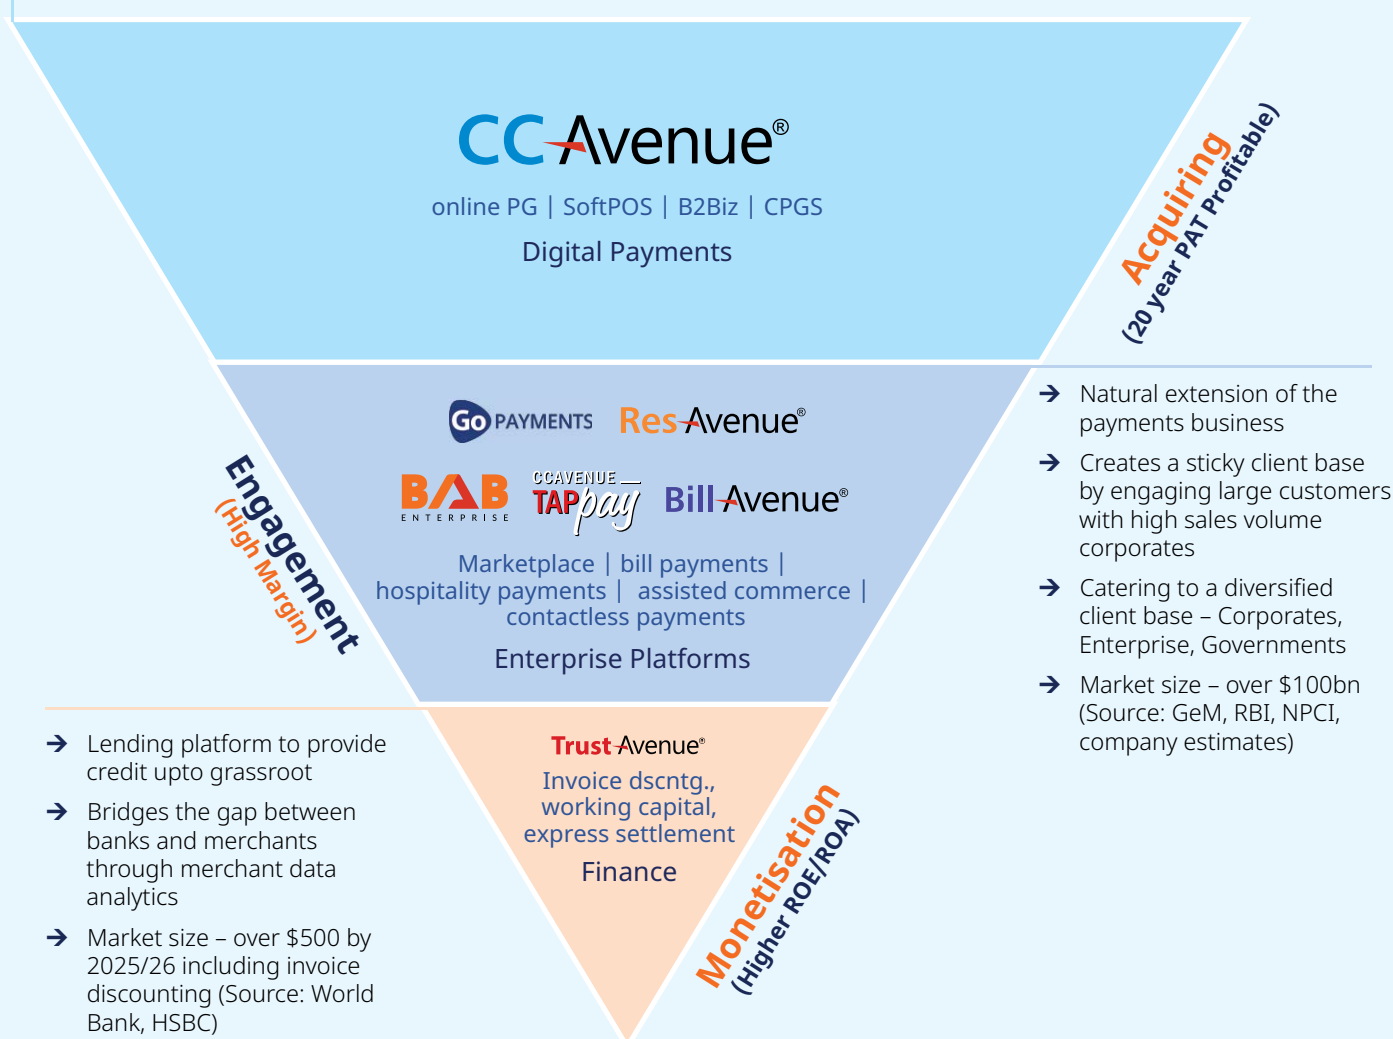 CCAvenue®
online PG | SoftPOS | B2Biz | CPGS
Digital Payments
Acquiring
(20 year PAT Profitable)
Go PAYMENTS
ResAvenue®
BAB
ENTERPRISE
CCAVENUE
TAPpay
BillAvenue®
Marketplace | bill payments |
hospitality payments | assisted commerce |
contactless payments
Enterprise Platforms
Engagement
(High Margin)
➔ Natural extension of the
payments business
➔ Creates a sticky client base
by engaging large customers
with high sales volume
corporates
➔ Catering to a diversified
client base – Corporates,
Enterprise, Governments
➔ Market size – over $100bn
(Source: GeM, RBI, NPCI,
company estimates)
TrustAvenue®
Invoice dscntg.,
working capital,
express settlement
Finance
Monetisation
(Higher ROE/ROA)
➔ Lending platform to provide
credit upto grassroot
➔ Bridges the gap between
banks and merchants
through merchant data
analytics
➔ Market size – over $500 by
2025/26 including invoice
discounting (Source: World
Bank, HSBC)